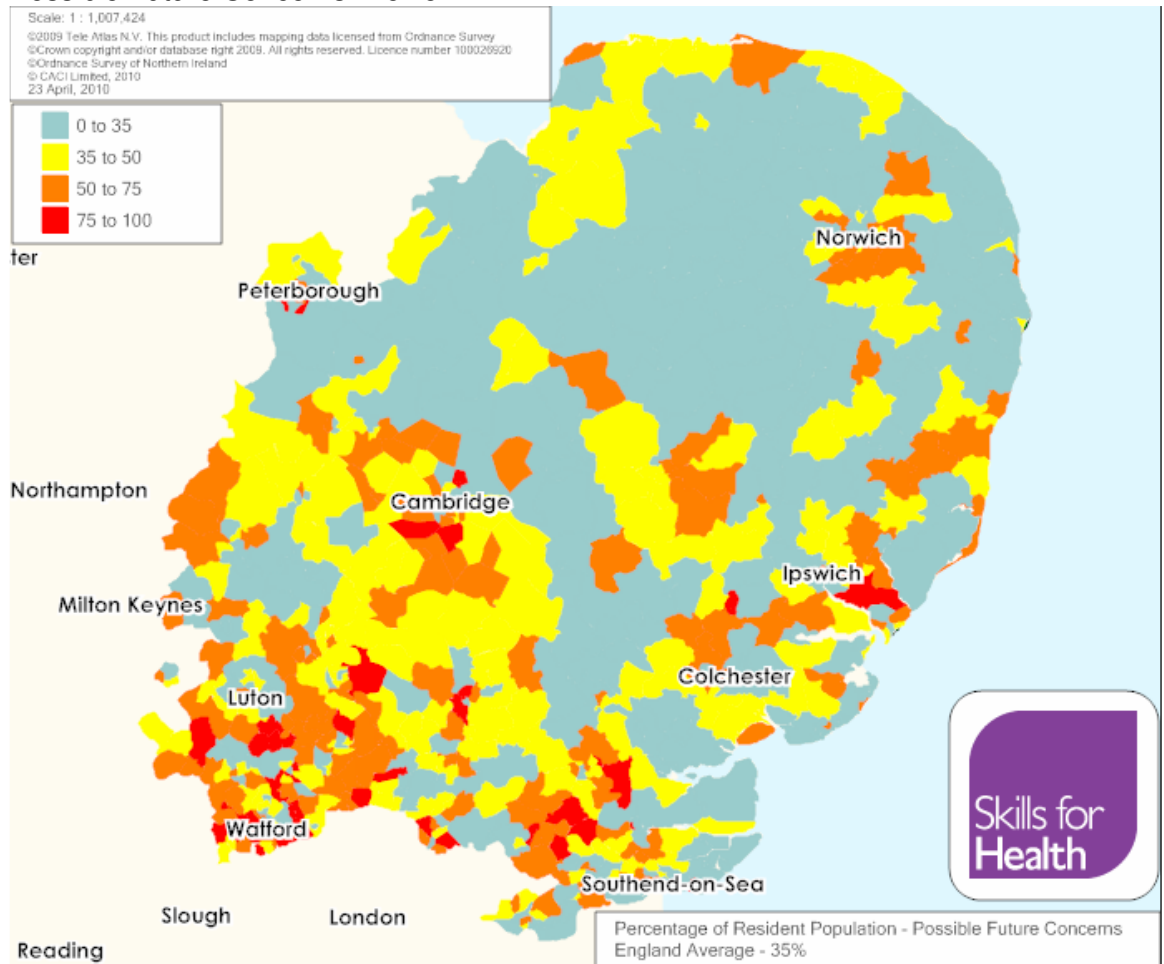 Scale: 1 : 1,007,424
©2009 Tele Atlas N.V. This product includes mapping data licensed from Ordnance Survey
©Crown copyright and/or database right 2009. All rights reserved. Licence number 100026920
©Ordnance Survey of Northern Ireland
© CACI Limited, 2010
23 April, 2010
0 to 35
35 to 50
50 to 75
75 to 100
Norwich
ter
Peterborough
Northampton
Cambridge
Ipswich
Milton Keynes
Colchester
Luton
Watford
Southend-on-Sea
Slough
London
Reading
Skills for
Health
Percentage of Resident Population - Possible Future Concerns
England Average - 35%